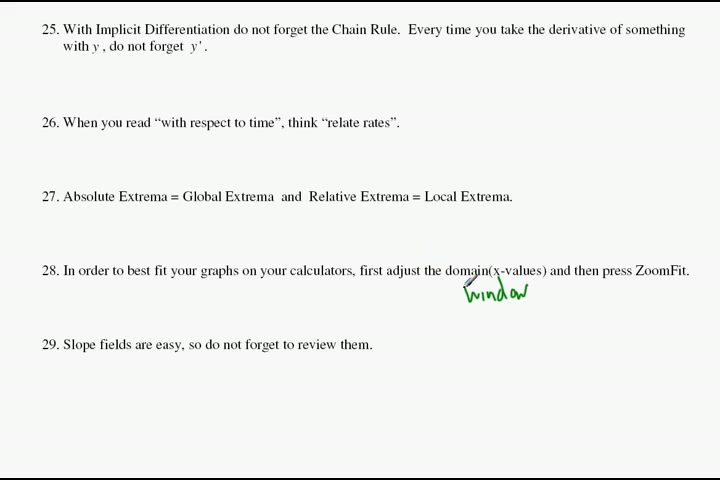 25. With Implicit Differentiation do not forget the Chain Rule.  Every time you take the derivative of something
with y , do not forget  y' .
26. When you read “with respect to time”, think “relate rates”.
27. Absolute Extrema = Global Extrema  and  Relative Extrema = Local Extrema.
28. In order to best fit your graphs on your calculators, first adjust the domain(x-values) and then press ZoomFit.
window
29. Slope fields are easy, so do not forget to review them.